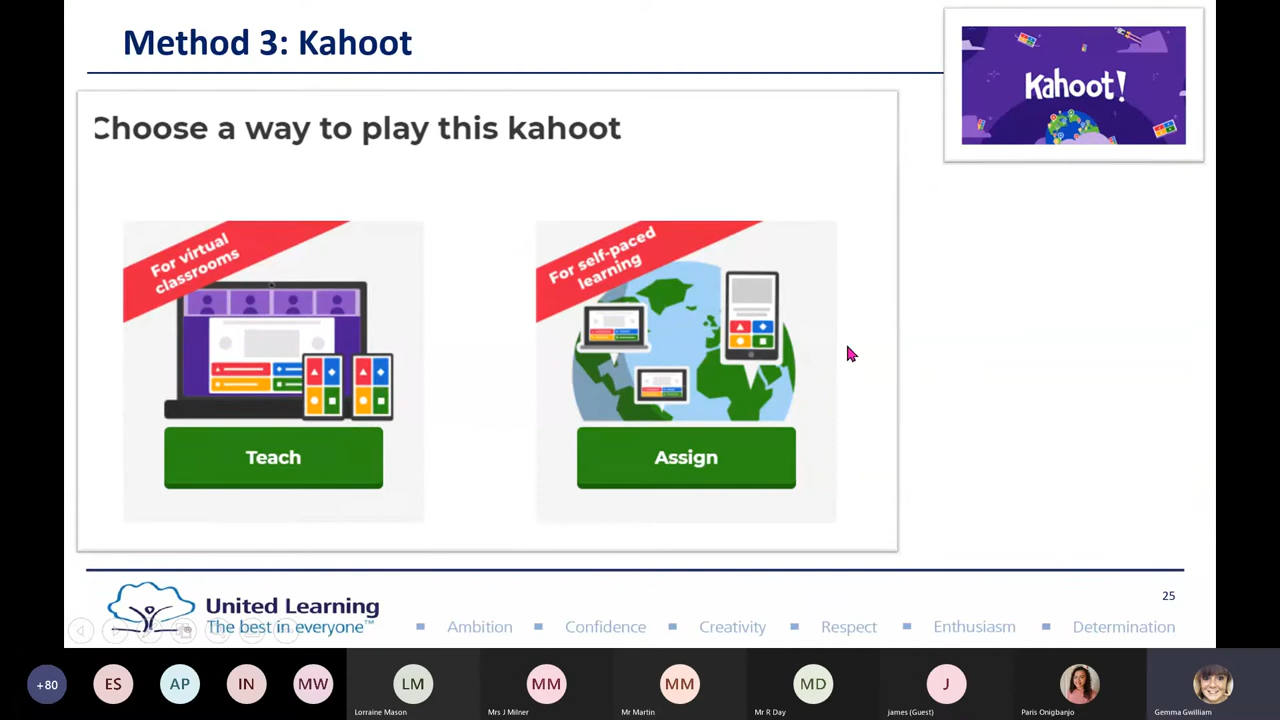 Method 3: Kahoot
Kahoot!
Choose a way to play this kahoot
For virtual
classrooms
For self-paced
learning
Teach
Assign
25
United Learning
The best in everyone™
Ambition
Confidence
Creativity
Respect
Enthusiasm
Determination
+80
ES
AP
IN
MW
LM
MM
MM
MD
J
Lorraine Mason
Mrs J Milner
Mr Martin
Mr R Day
james (Guest)
Paris Onigbanjo
Gemma Gwilliam